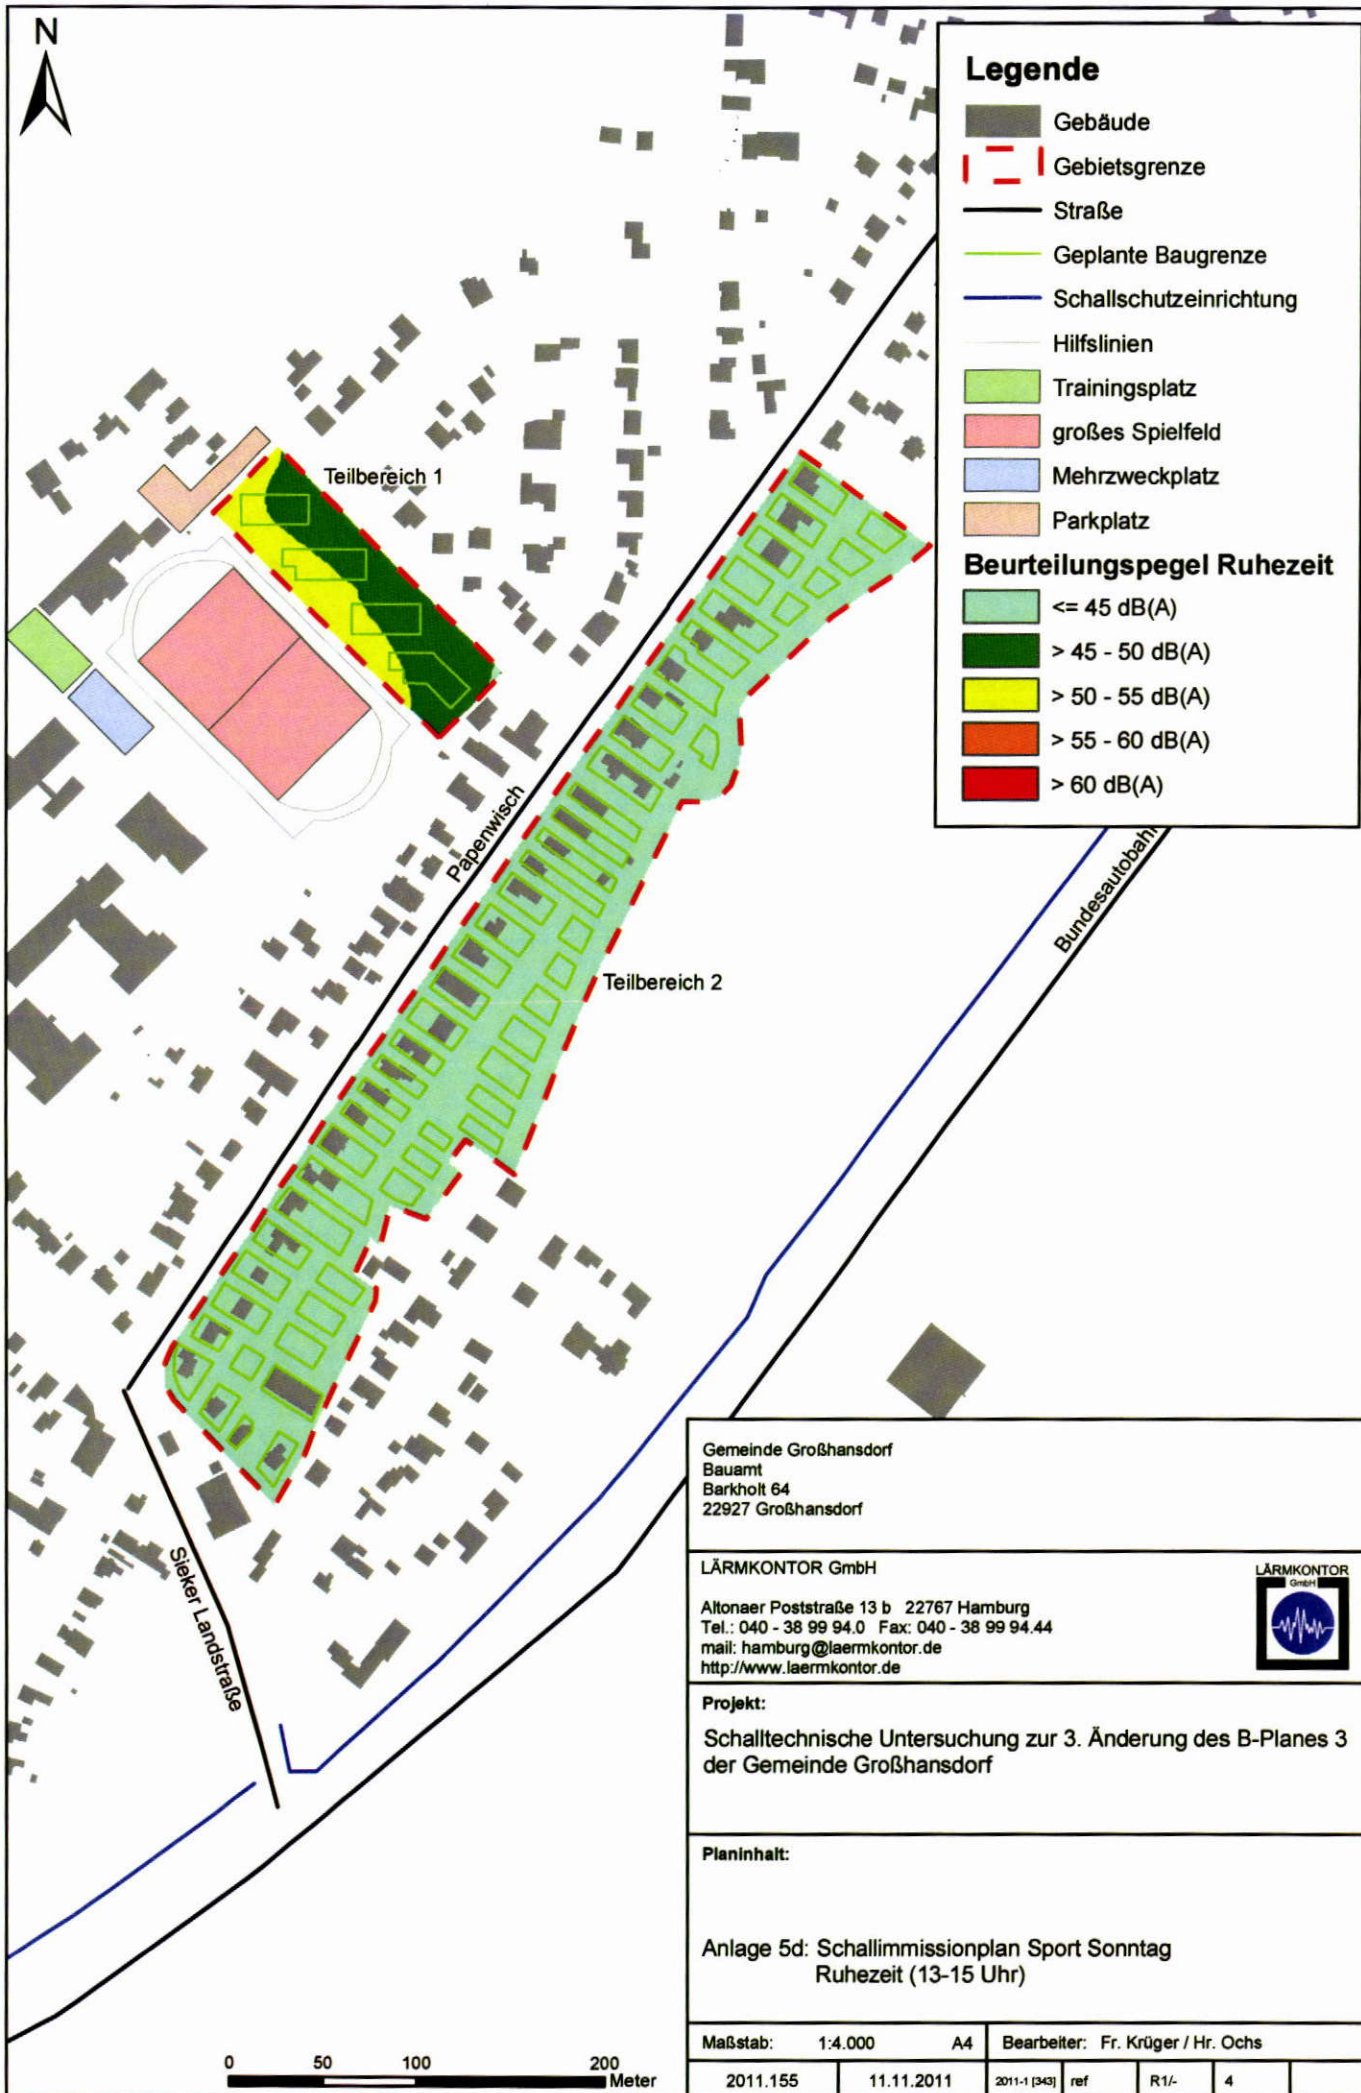 N
Legende
Gebäude
Gebietsgrenze
Straße
Geplante Baugrenze
Schallschutzeinrichtung
Hilfslinien
Trainingsplatz
großes Spielfeld
Mehrzweckplatz
Parkplatz
Beurteilungspegel Ruhezeit
<= 45 dB(A)
> 45 - 50 dB(A)
> 50 - 55 dB(A)
> 55 - 60 dB(A)
> 60 dB(A)
Teilbereich 1
Papenwisch
Bundesautobahn
Teilbereich 2
Sieker Landstraße
Gemeinde Großhansdorf
Bauamt
Barkholt 64
22927 Großhansdorf
LÄRMKONTOR GmbH
Altonaer Poststraße 13 b 22767 Hamburg
Tel.: 040 - 38 99 94.0 Fax: 040 - 38 99 94.44
mail: hamburg@laermkontor.de
http://www.laermkontor.de
LÄRMKONTOR
GmbH
Projekt:
Schalltechnische Untersuchung zur 3. Änderung des B-Planes 3
der Gemeinde Großhansdorf
Planinhalt:
Anlage 5d: Schallimmissionplan Sport Sonntag
Ruhezeit (13-15 Uhr)
Maßstab: 1:4.000 A4 Bearbeiter: Fr. Krüger / Hr. Ochs
2011.155 11.11.2011 2011-1 [343] ref R1/- 4
0 50 100 200
Meter